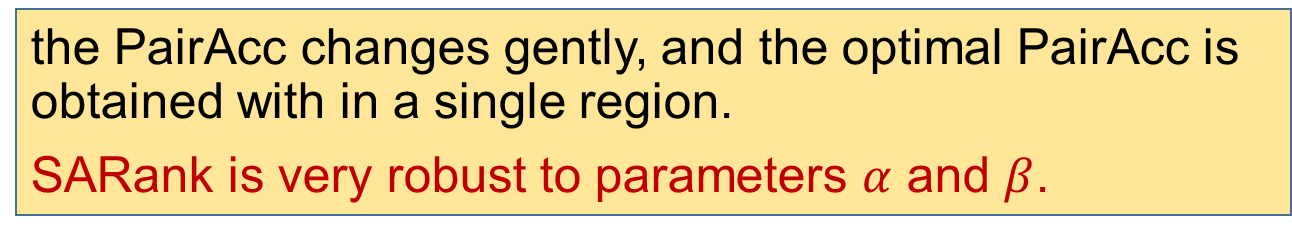 the PairAcc changes gently, and the optimal PairAcc is
obtained with in a single region.
SARank is very robust to parameters α and β.